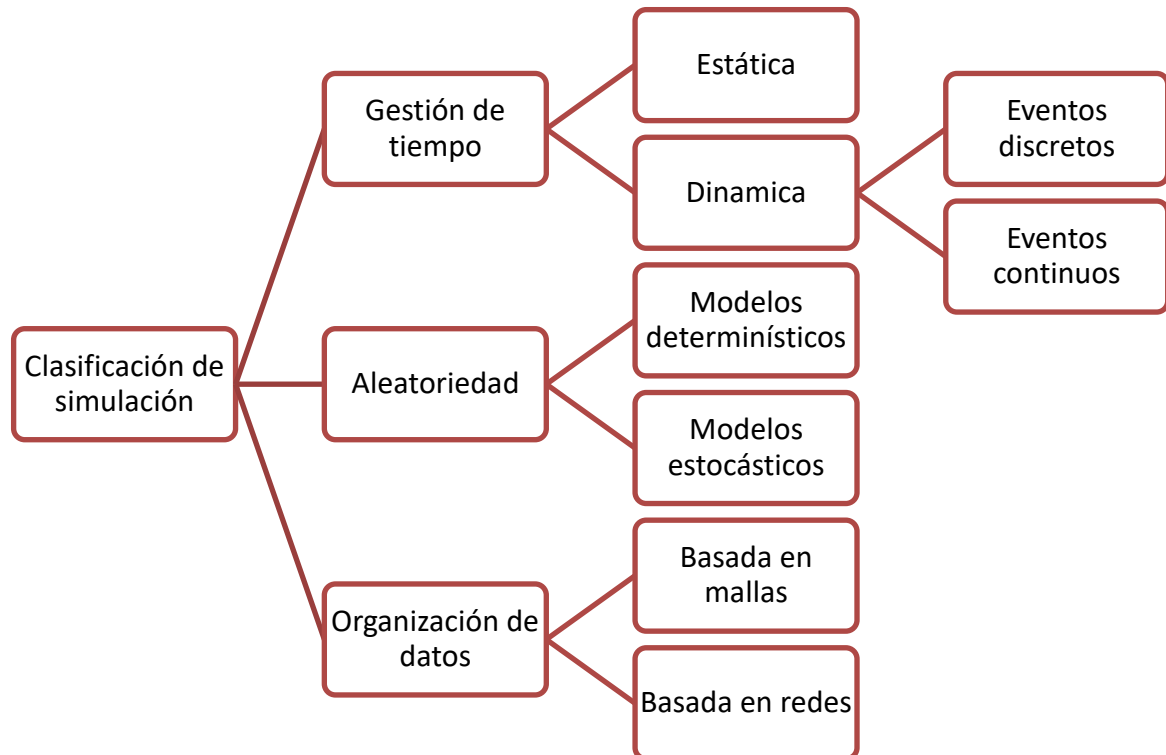 Clasificación de
simulación
Gestión de
tiempo
Estática
Dinamica
Eventos
discretos
Eventos
continuos
Aleatoriedad
Modelos
determinísticos
Modelos
estocásticos
Organización de
datos
Basada en
mallas
Basada en redes